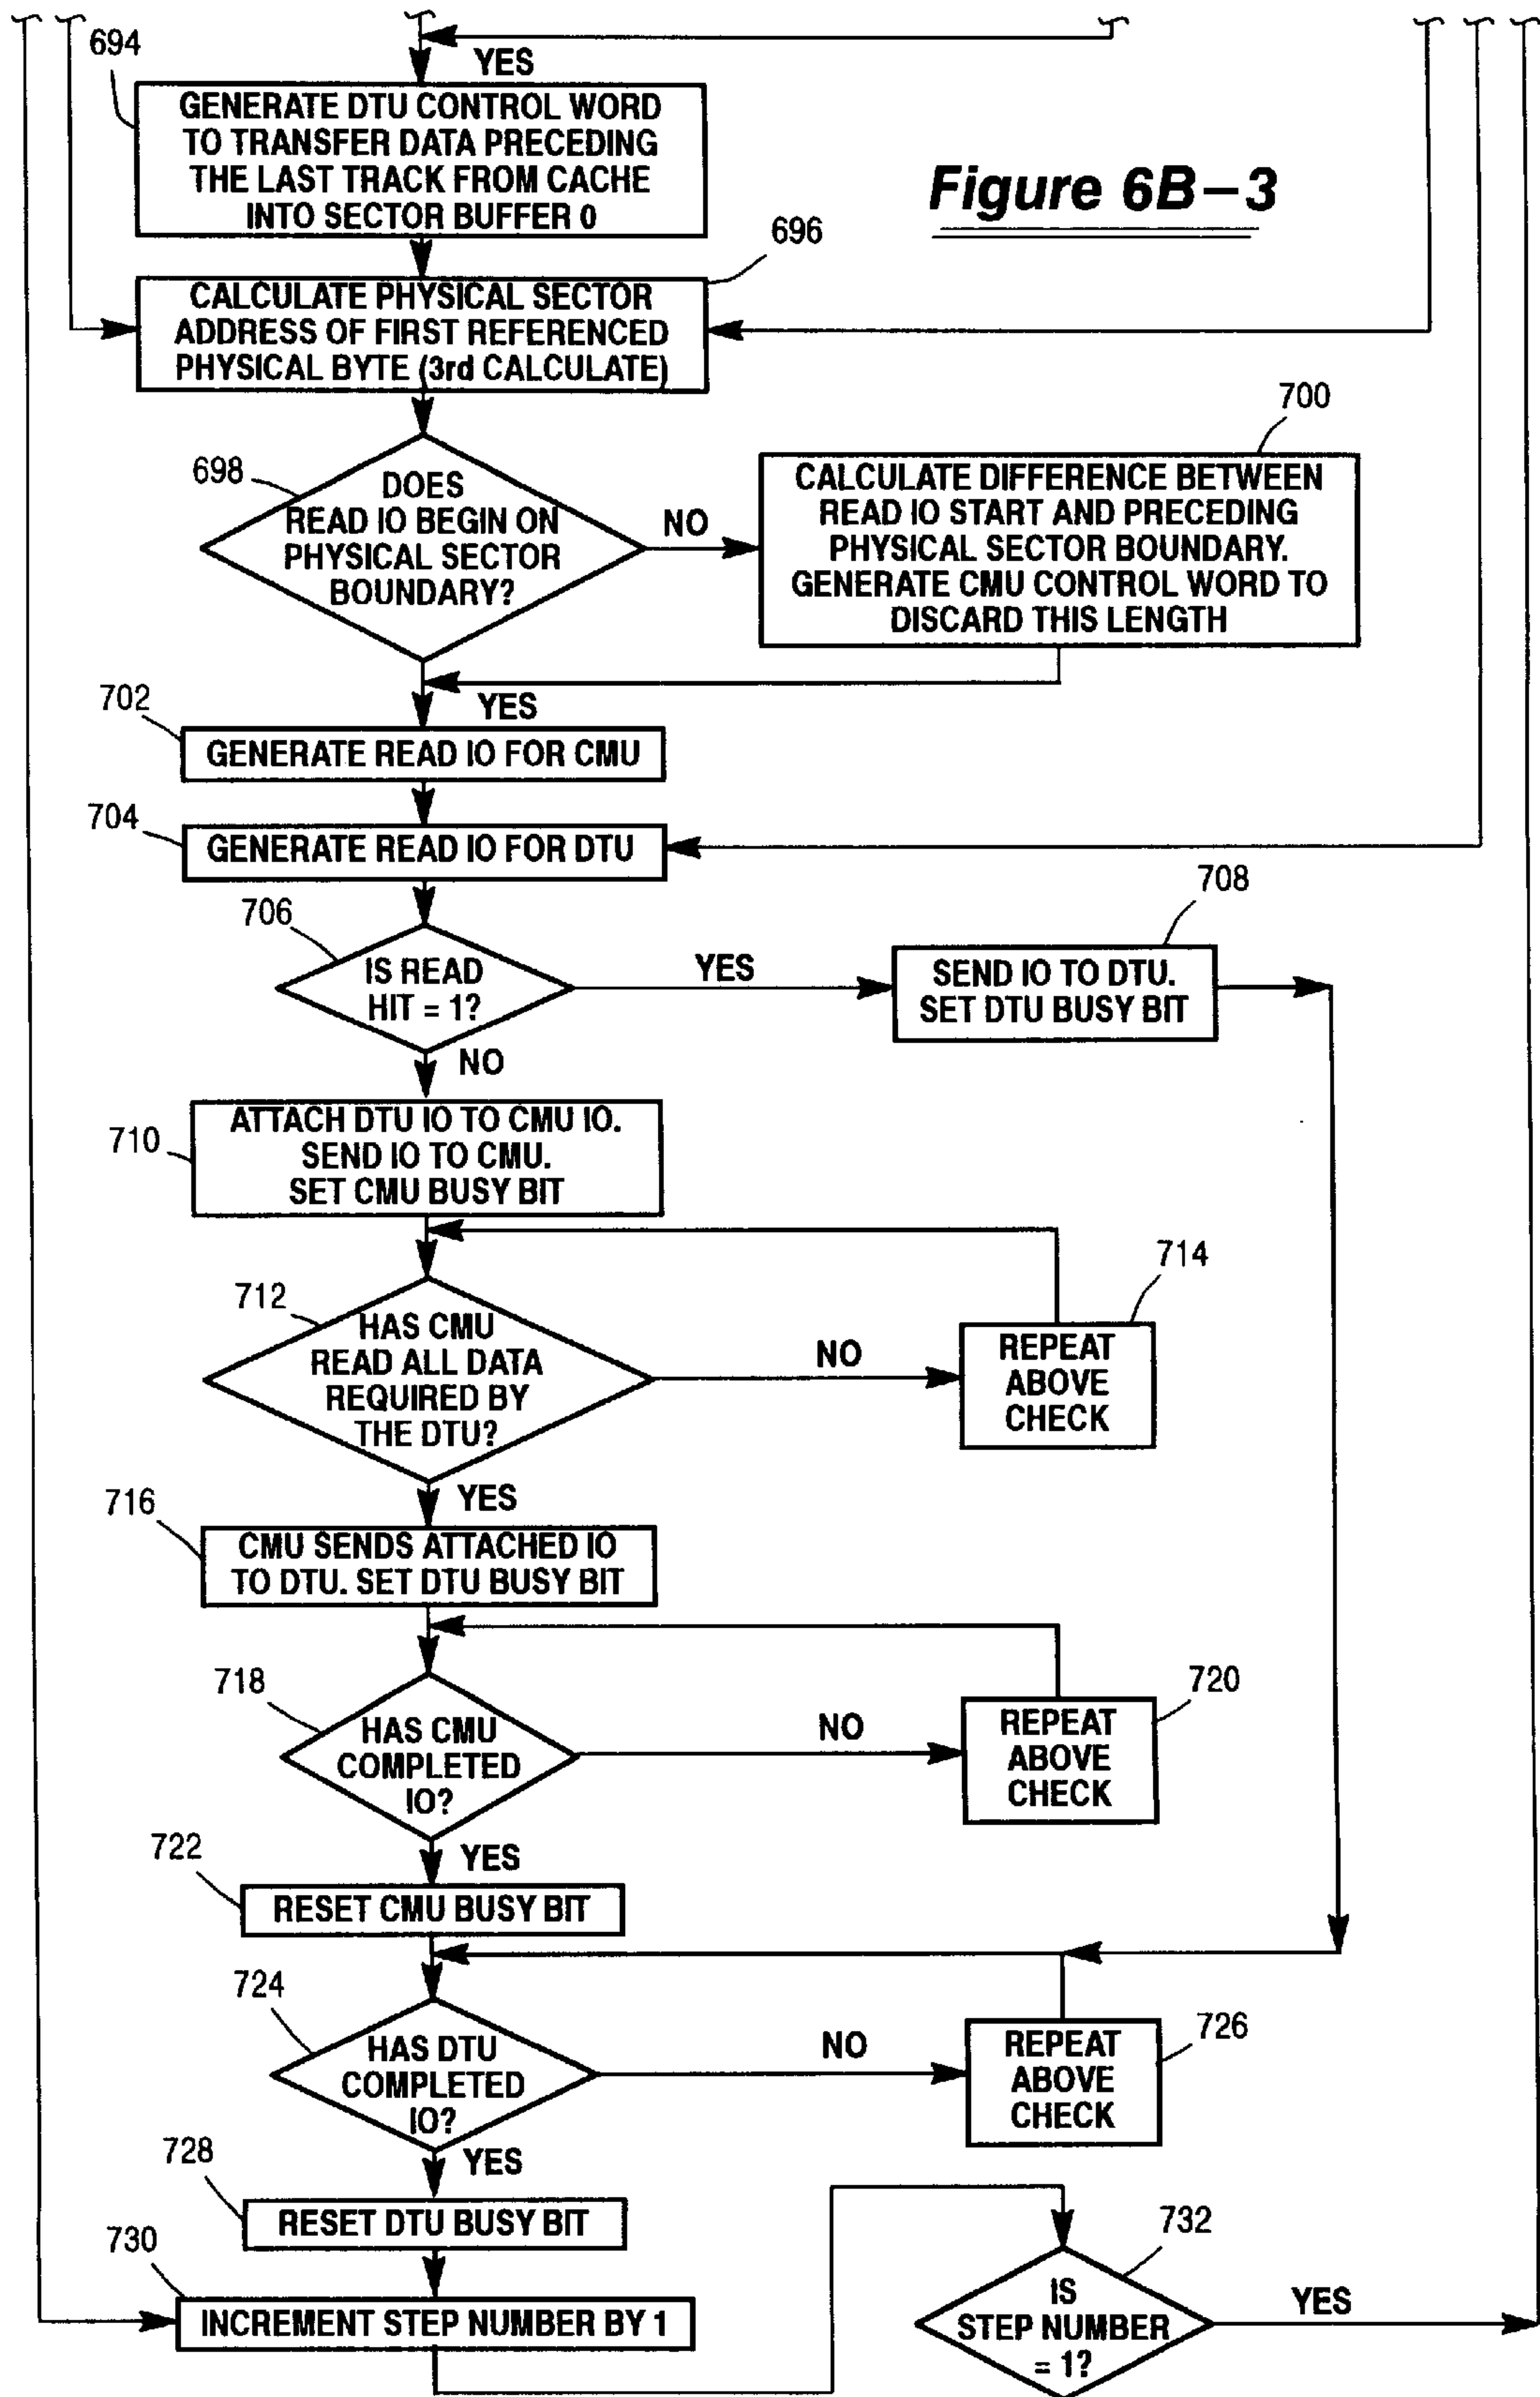 694
YES
GENERATE DTU CONTROL WORD
TO TRANSFER DATA PRECEDING
THE LAST TRACK FROM CACHE
INTO SECTOR BUFFER 0
Figure 6B-3
696
CALCULATE PHYSICAL SECTOR
ADDRESS OF FIRST REFERENCED
PHYSICAL BYTE (3rd CALCULATE)
698
DOES
READ IO BEGIN ON
PHYSICAL SECTOR
BOUNDARY?
NO
700
CALCULATE DIFFERENCE BETWEEN
READ IO START AND PRECEDING
PHYSICAL SECTOR BOUNDARY.
GENERATE CMU CONTROL WORD TO
DISCARD THIS LENGTH
YES
702
GENERATE READ IO FOR CMU
704
GENERATE READ IO FOR DTU
706
IS READ
HIT = 1?
YES
708
SEND IO TO DTU.
SET DTU BUSY BIT
NO
710
ATTACH DTU IO TO CMU IO.
SEND IO TO CMU.
SET CMU BUSY BIT
712
HAS CMU
READ ALL DATA
REQUIRED BY
THE DTU?
NO
714
REPEAT
ABOVE
CHECK
YES
716
CMU SENDS ATTACHED IO
TO DTU. SET DTU BUSY BIT
718
HAS CMU
COMPLETED
IO?
NO
720
REPEAT
ABOVE
CHECK
YES
722
RESET CMU BUSY BIT
724
HAS DTU
COMPLETED
IO?
NO
726
REPEAT
ABOVE
CHECK
YES
728
RESET DTU BUSY BIT
730
INCREMENT STEP NUMBER BY 1
732
IS
STEP NUMBER
= 1?
YES